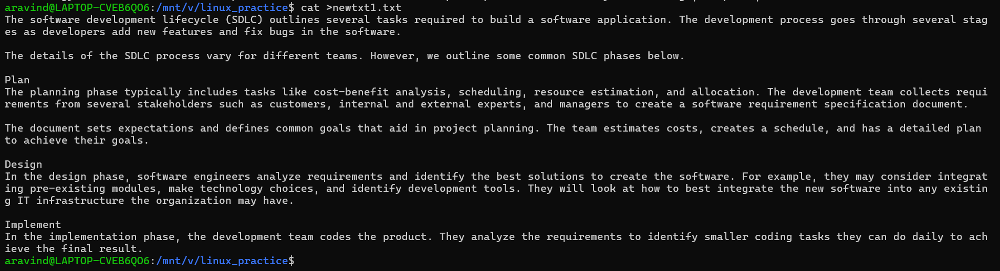 aravind@LAPTOP-CVEB6QO6:/mnt/v/linux_practice$ cat >newtxt1.txt
The software development lifecycle (SDLC) outlines several tasks required to build a software application. The development process goes through several stag
es as developers add new features and fix bugs in the software.
The details of the SDLC process vary for different teams. However, we outline some common SDLC phases below.
Plan
The planning phase typically includes tasks like cost-benefit analysis, scheduling, resource estimation, and allocation. The development team collects requi
rements from several stakeholders such as customers, internal and external experts, and managers to create a software requirement specification document.
The document sets expectations and defines common goals that aid in project planning. The team estimates costs, creates a schedule, and has a detailed plan
to achieve their goals.
Design
In the design phase, software engineers analyze requirements and identify the best solutions to create the software. For example, they may consider integrat
ing pre-existing modules, make technology choices, and identify development tools. They will look at how to best integrate the new software into any existin
g IT infrastructure the organization may have.
Implement
In the implementation phase, the development team codes the product. They analyze the requirements to identify smaller coding tasks they can do daily to ach
ieve the final result.
aravind@LAPTOP-CVEB6QO6:/mnt/v/linux_practice$